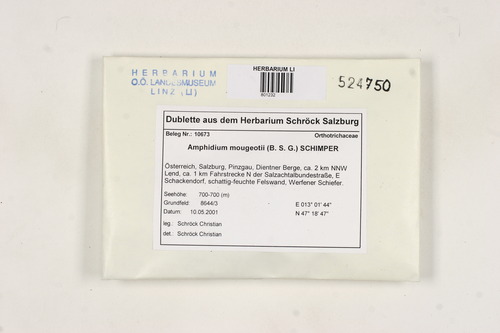 HERBARIUM
O.Ö. LANDESMUSEUM
LINZ (LI)
HERBARIUM LI
801232
524750
Dublette aus dem Herbarium Schröck Salzburg
Beleg Nr.: 10673 Orthotrichaceae
Amphidium mougeotii (B. S. G.) SCHIMPER
Österreich, Salzburg, Pinzgau, Dientner Berge, ca. 2 km NNW
Lend, ca. 1 km Fahrstrecke N der Salzachtalbundestraße, E
Schackendorf, schattig-feuchte Felswand, Werfener Schiefer.
Seehöhe: 700-700 (m)
Grundfeld: 8644/3 E 013° 01' 44"
Datum: 10.05.2001 N 47° 18' 47"
leg.: Schröck Christian
det.: Schröck Christian